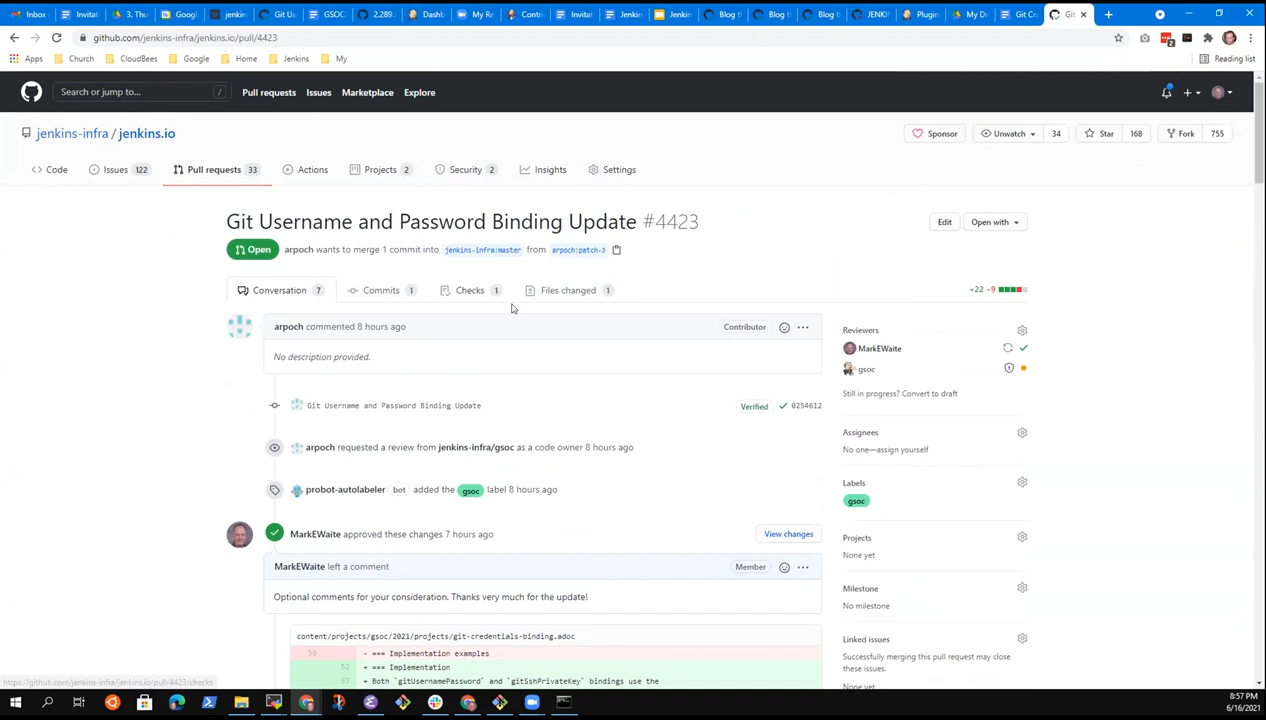 Inbox Invitat 3. Thu Google jenkins Git Us GSOC 2.289. Dashb My Re Contri Invitat Jenkin Jenkin Blog th Blog th Blog th JENKI Plugin My Dr Git Cr Git
github.com/jenkins-infra/jenkins.io/pull/4423
Apps Church CloudBees Google Home Jenkins My Reading list
Search or jump to... / Pull requests Issues Marketplace Explore
jenkins-infra / jenkins.io Sponsor Unwatch 34 Star 168 Fork 755
Code Issues 122 Pull requests 33 Actions Projects 2 Security 2 Insights Settings
Git Username and Password Binding Update #4423 Edit Open with
Open arpoch wants to merge 1 commit into jenkins-infra:master from arpoch:patch-3
Conversation 7 Commits 1 Checks 1 Files changed 1 +22 −9
arpoch commented 8 hours ago Contributor
No description provided.
Git Username and Password Binding Update Verified 0254612
arpoch requested a review from jenkins-infra/gsoc as a code owner 8 hours ago
probot-autolabeler bot added the gsoc label 8 hours ago
MarkEWaite approved these changes 7 hours ago View changes
MarkEWaite left a comment Member
Optional comments for your consideration. Thanks very much for the update!
content/projects/gsoc/2021/projects/git-credentials-binding.adoc
50 - === Implementation examples
52 + === Implementation
53 + Both `gitUsernamePassword` and `gitSshPrivateKey` bindings use the
Reviewers
MarkEWaite
gsoc
Still in progress? Convert to draft
Assignees
No one—assign yourself
Labels
gsoc
Projects
None yet
Milestone
No milestone
Linked issues
Successfully merging this pull request may close
these issues.
None yet
https://github.com/jenkins-infra/jenkins.io/pull/4423/checks
8:57 PM
6/16/2021